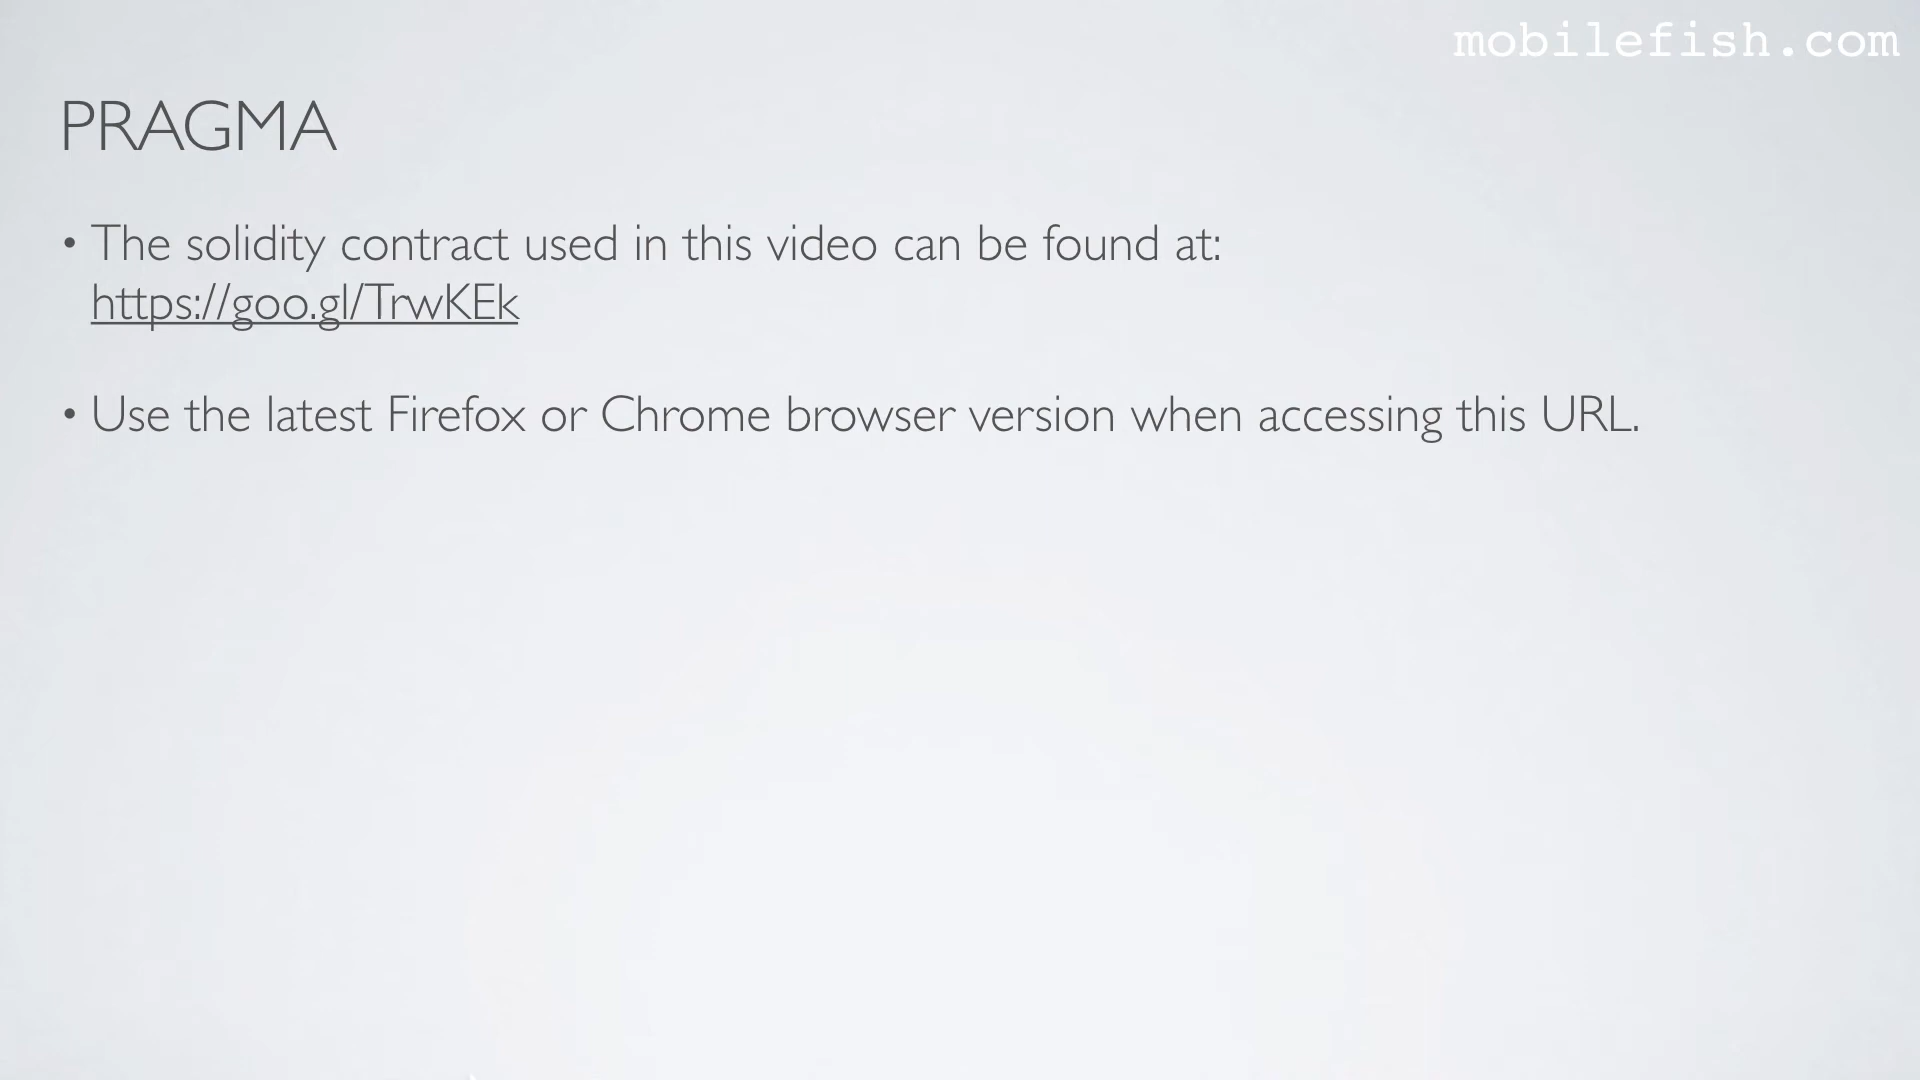 mobilefish.com
PRAGMA
• The solidity contract used in this video can be found at:
https://goo.gl/TrwKEk
• Use the latest Firefox or Chrome browser version when accessing this URL.